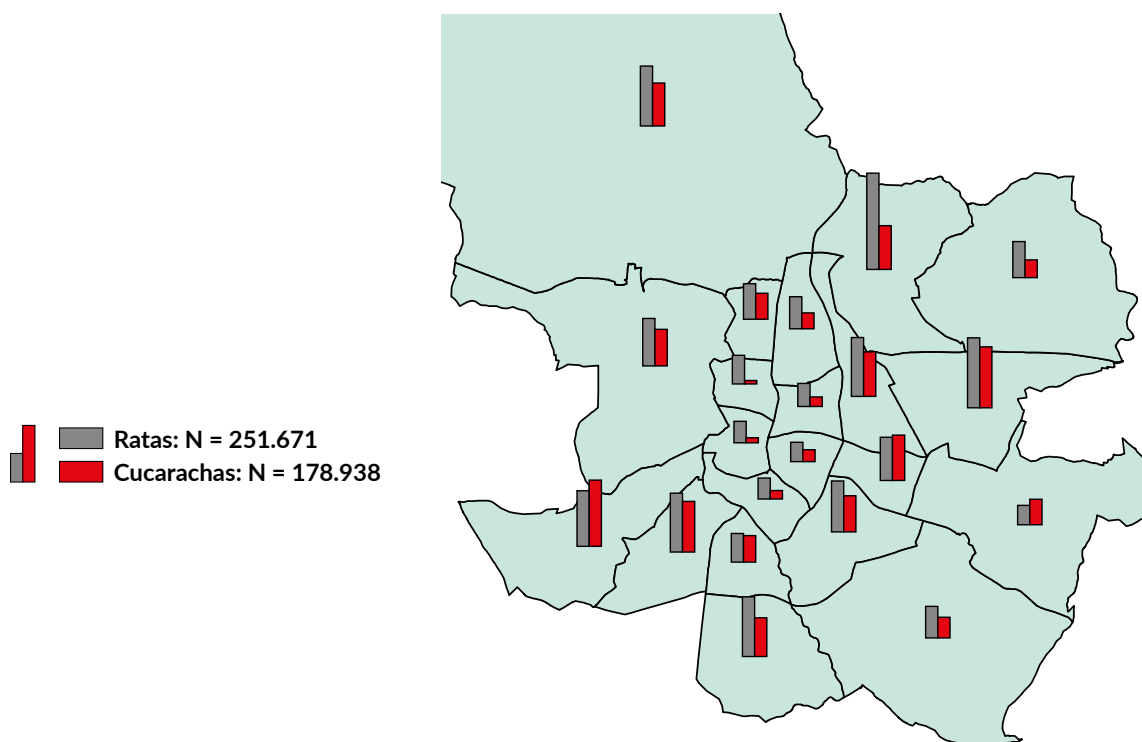 Ratas: N = 251.671
Cucarachas: N = 178.938